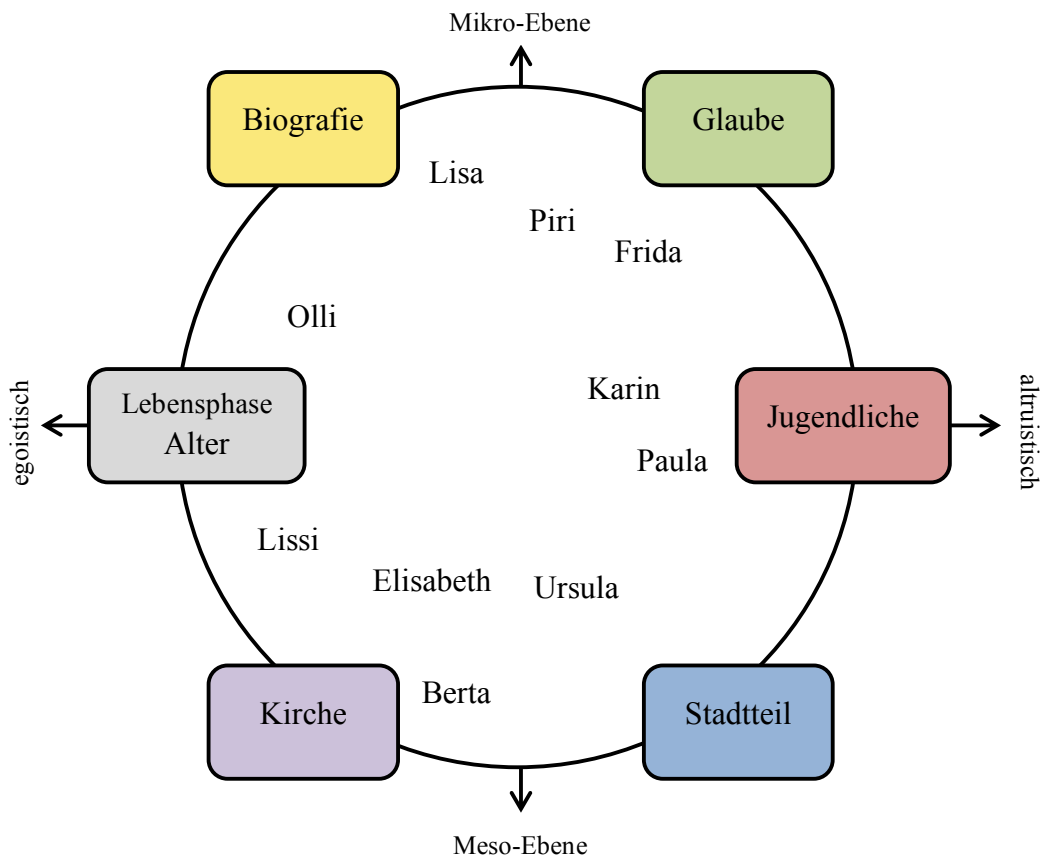 Mikro-Ebene
Biografie
Glaube
Lisa
Piri
Frida
Olli
egoistisch
Lebensphase
Alter
Karin
Jugendliche
altruistisch
Paula
Lissi
Elisabeth
Ursula
Kirche
Berta
Stadtteil
Meso-Ebene